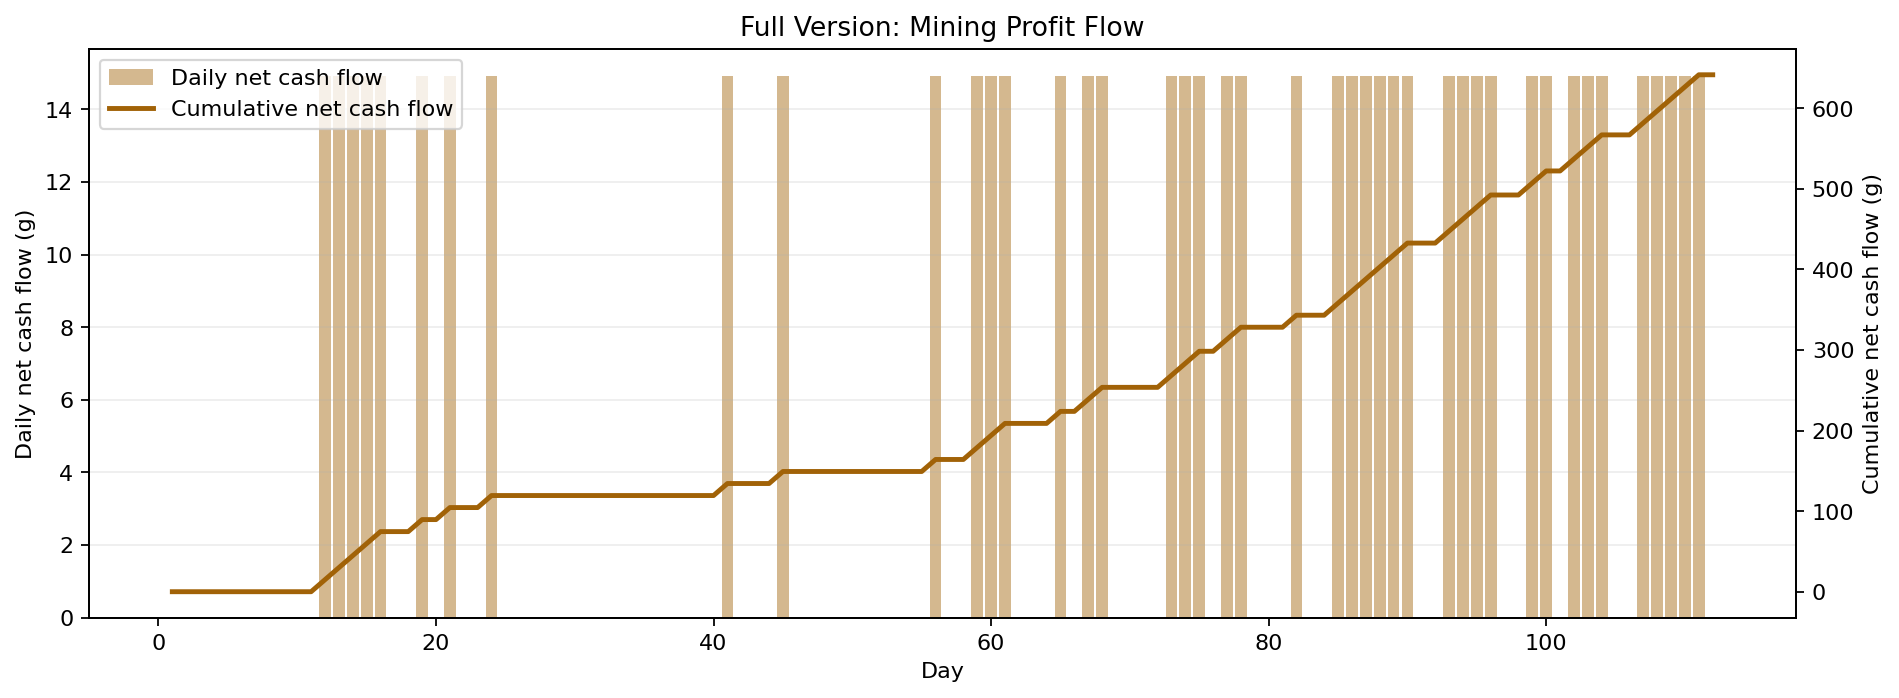 Full Version: Mining Profit Flow
Daily net cash flow
Cumulative net cash flow
Daily net cash flow (g)
14
12
10
8
6
4
2
0
Cumulative net cash flow (g)
600
500
400
300
200
100
0
0 20 40 60 80 100
Day